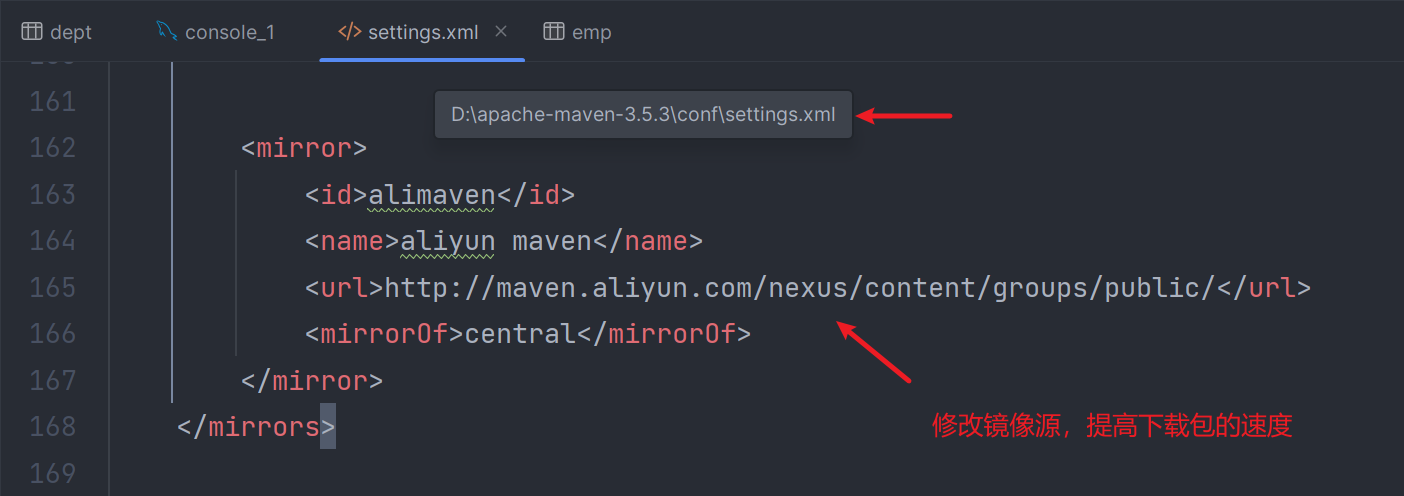 dept console_1 settings.xml emp
161
D:\apache-maven-3.5.3\conf\settings.xml
162 <mirror>
163 <id>alimaven</id>
164 <name>aliyun maven</name>
165 <url>http://maven.aliyun.com/nexus/content/groups/public/</url>
166 <mirrorOf>central</mirrorOf>
167 </mirror>
168 </mirrors>
修改镜像源，提高下载包的速度
169